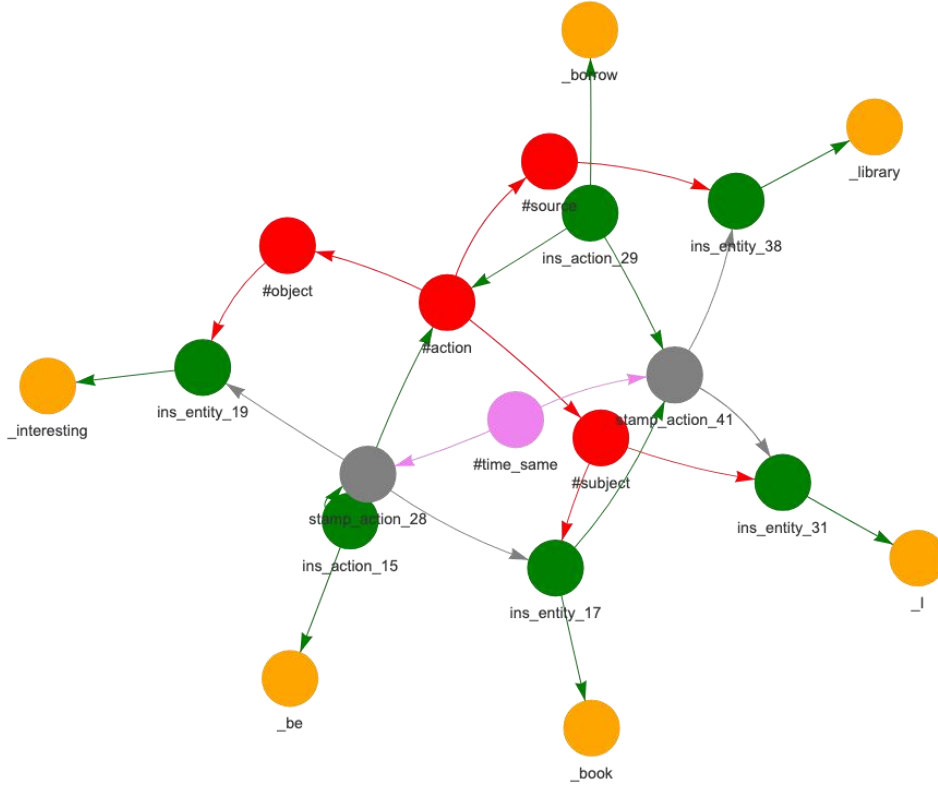 _borrow
_library
#source
ins_entity_38
ins_action_29
#object
#action
ins_entity_19
stamp_action_41
_interesting
#time_same
#subject
stamp_action_28
ins_entity_31
ins_action_15
ins_entity_17
_I
_be
_book